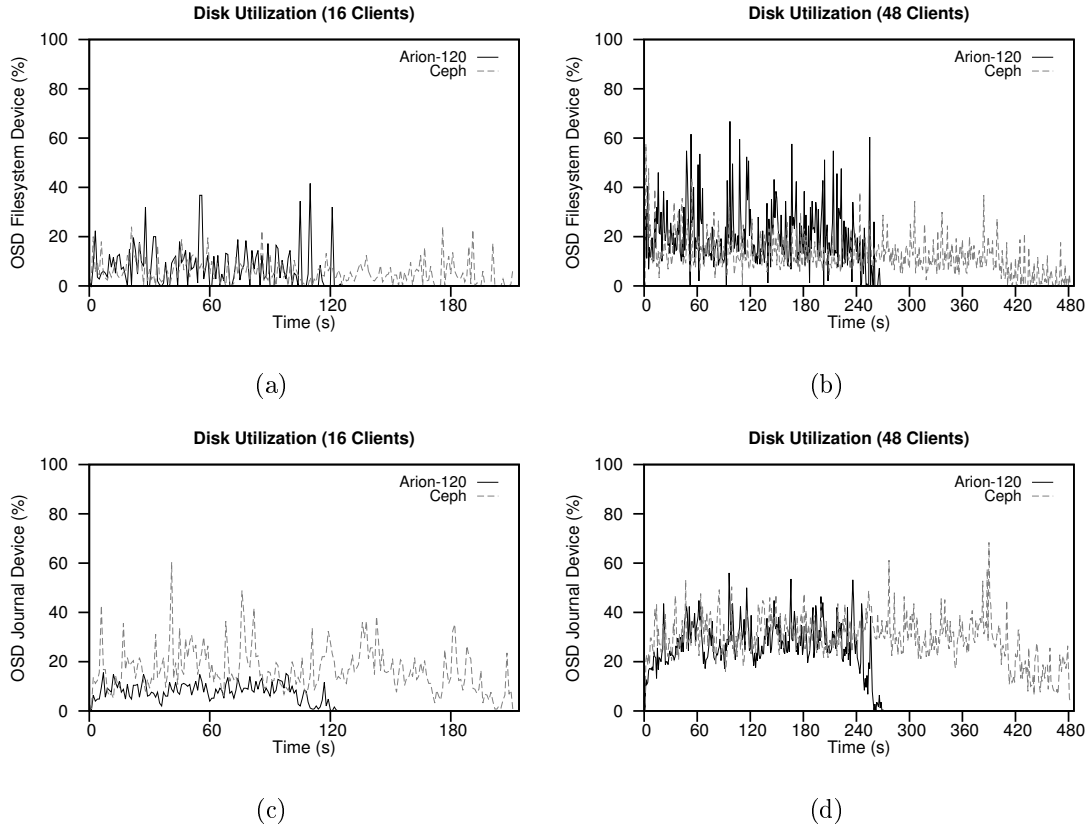 Disk Utilization (16 Clients)
OSD Filesystem Device (%)
100
80
60
40
20
0
Arion-120
Ceph
0 60 120 180
Time (s)
(a)
Disk Utilization (48 Clients)
OSD Filesystem Device (%)
100
80
60
40
20
0
Arion-120
Ceph
0 60 120 180 240 300 360 420 480
Time (s)
(b)
Disk Utilization (16 Clients)
OSD Journal Device (%)
100
80
60
40
20
0
Arion-120
Ceph
0 60 120 180
Time (s)
(c)
Disk Utilization (48 Clients)
OSD Journal Device (%)
100
80
60
40
20
0
Arion-120
Ceph
0 60 120 180 240 300 360 420 480
Time (s)
(d)